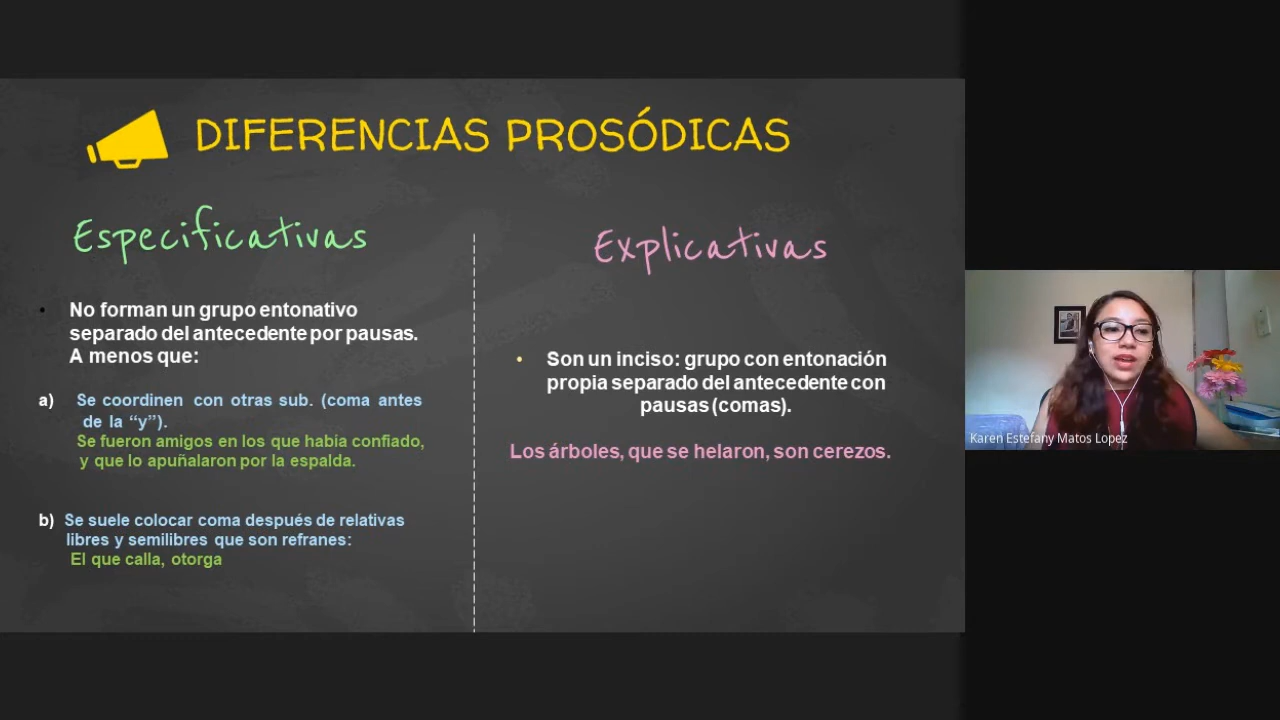 DIFERENCIAS PROSÓDICAS
Especificativas
No forman un grupo entonativo
separado del antecedente por pausas.
A menos que:
a) Se coordinen con otras sub. (coma antes
de la “y”).
Se fueron amigos en los que había confiado,
y que lo apuñalaron por la espalda.
b) Se suele colocar coma después de relativas
libres y semilibres que son refranes:
El que calla, otorga
Explicativas
Son un inciso: grupo con entonación
propia separado del antecedente con
pausas (comas).
Los árboles, que se helaron, son cerezos.
Karen Estefany Matos Lopez